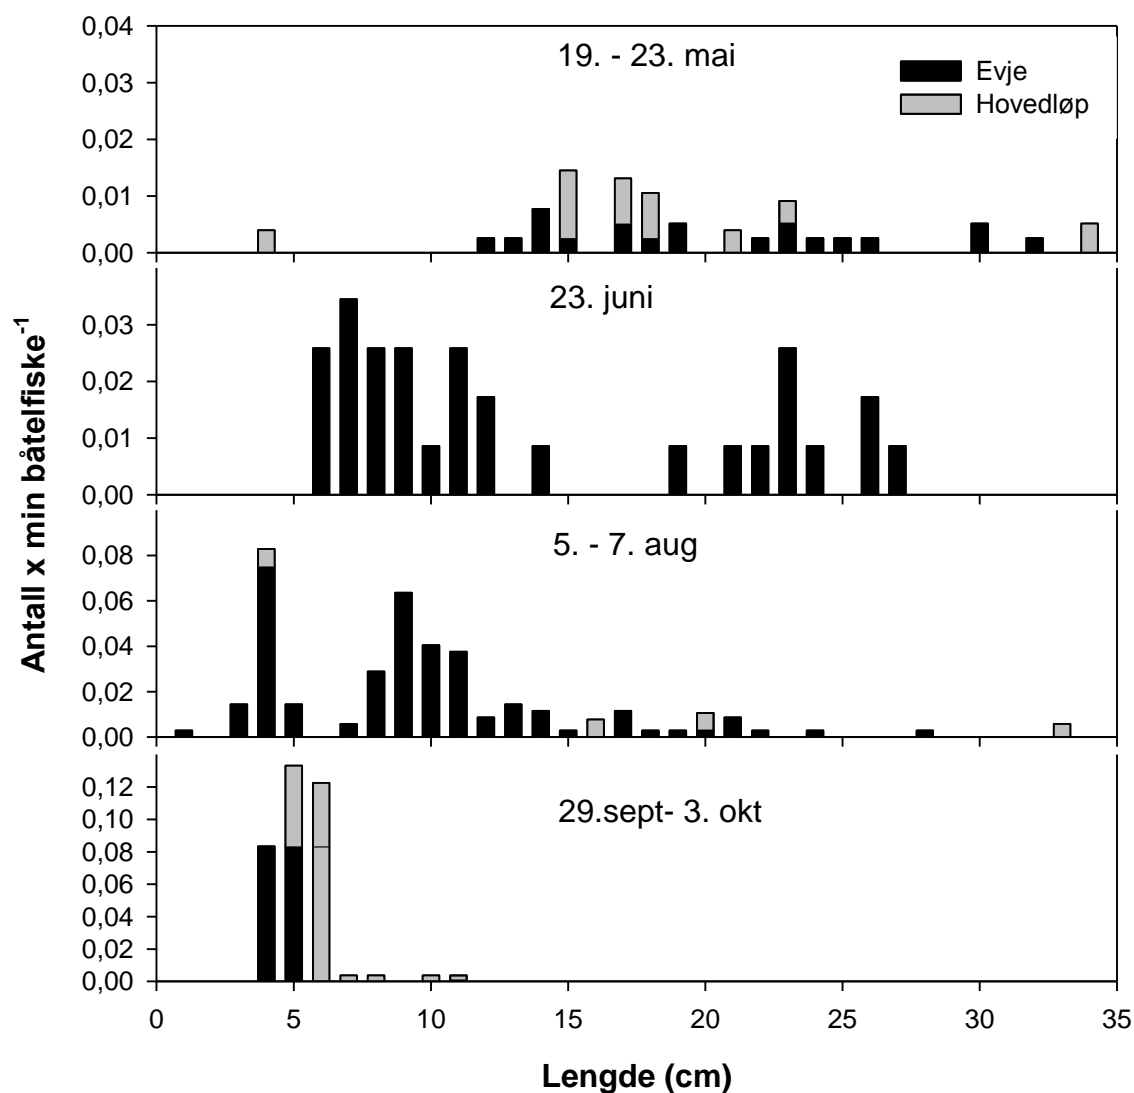 Antall x min båtelfiske-1
0,04
0,03
0,02
0,01
0,00
19. - 23. mai
Evje
Hovedløp
0,03
0,02
0,01
0,00
23. juni
0,08
0,06
0,04
0,02
0,00
5. - 7. aug
0,12
0,10
0,08
0,06
0,04
0,02
0,00
29.sept- 3. okt
0 5 10 15 20 25 30 35
Lengde (cm)